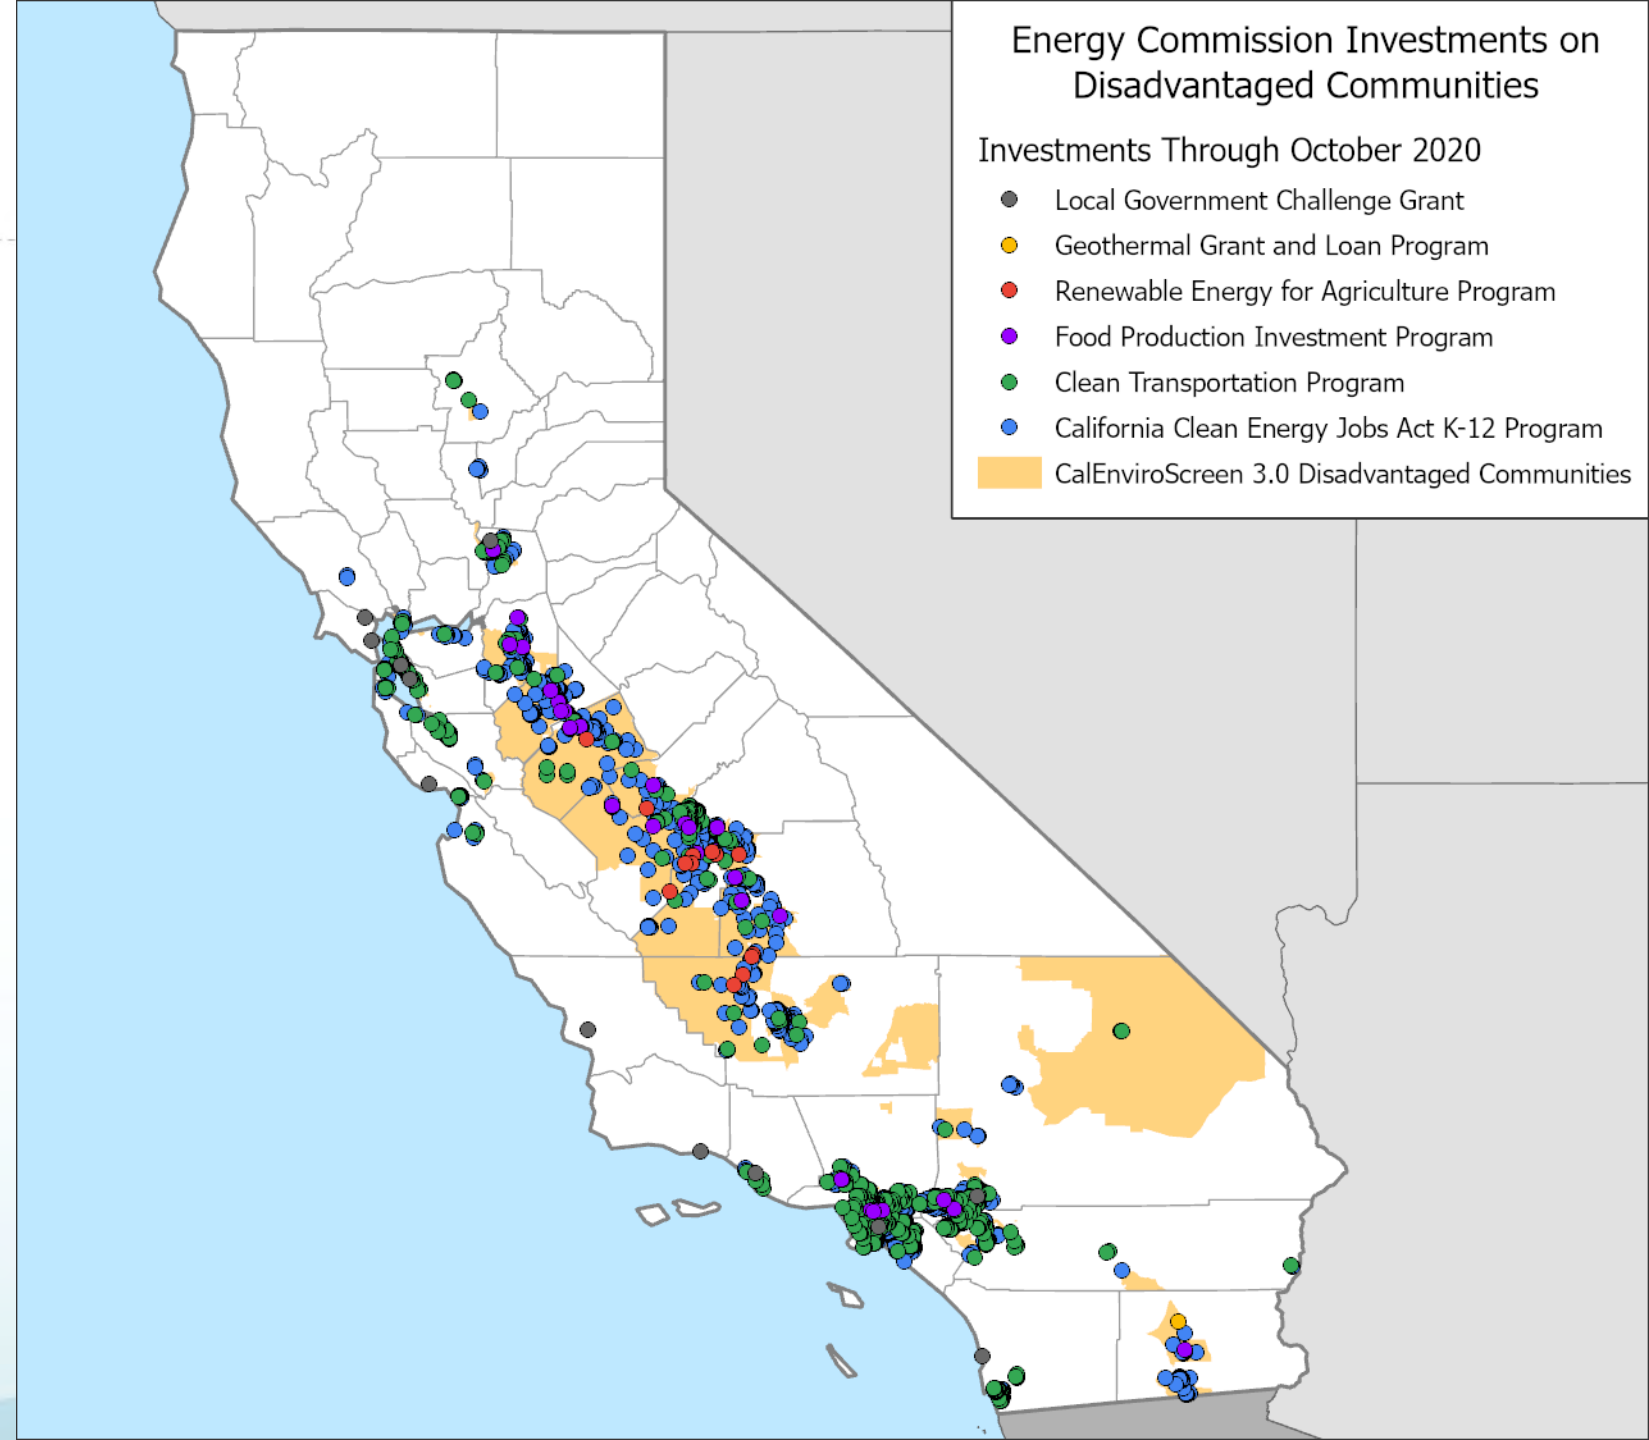 Energy Commission Investments on
Disadvantaged Communities
Investments Through October 2020
Local Government Challenge Grant
Geothermal Grant and Loan Program
Renewable Energy for Agriculture Program
Food Production Investment Program
Clean Transportation Program
California Clean Energy Jobs Act K-12 Program
CalEnviroScreen 3.0 Disadvantaged Communities